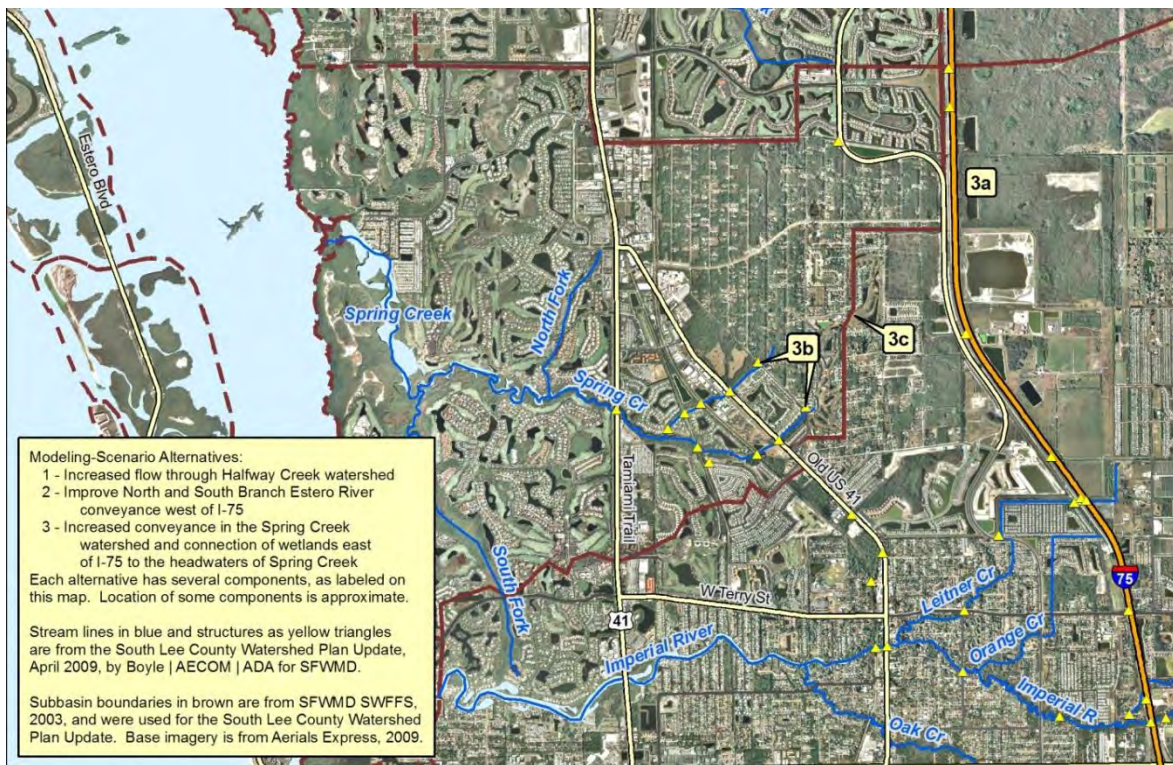 Estero Blvd
3a
North Fork
Spring Creek
3b
3c
Spring Cr
Old US 41
Tamiami Trail
Modeling-Scenario Alternatives:
1 - Increased flow through Halfway Creek watershed
2 - Improve North and South Branch Estero River
conveyance west of I-75
3 - Increased conveyance in the Spring Creek
watershed and connection of wetlands east
of I-75 to the headwaters of Spring Creek
Each alternative has several components, as labeled on
this map. Location of some components is approximate.
Stream lines in blue and structures as yellow triangles
are from the South Lee County Watershed Plan Update,
April 2009, by Boyle | AECOM | ADA for SFWMD.
Subbasin boundaries in brown are from SFWMD SWFFS,
2003, and were used for the South Lee County Watershed
Plan Update. Base imagery is from Aerials Express, 2009.
South Fork
W Terry St
41
75
Leitner Cr
Imperial River
Orange Cr
Imperial R
Oak Cr